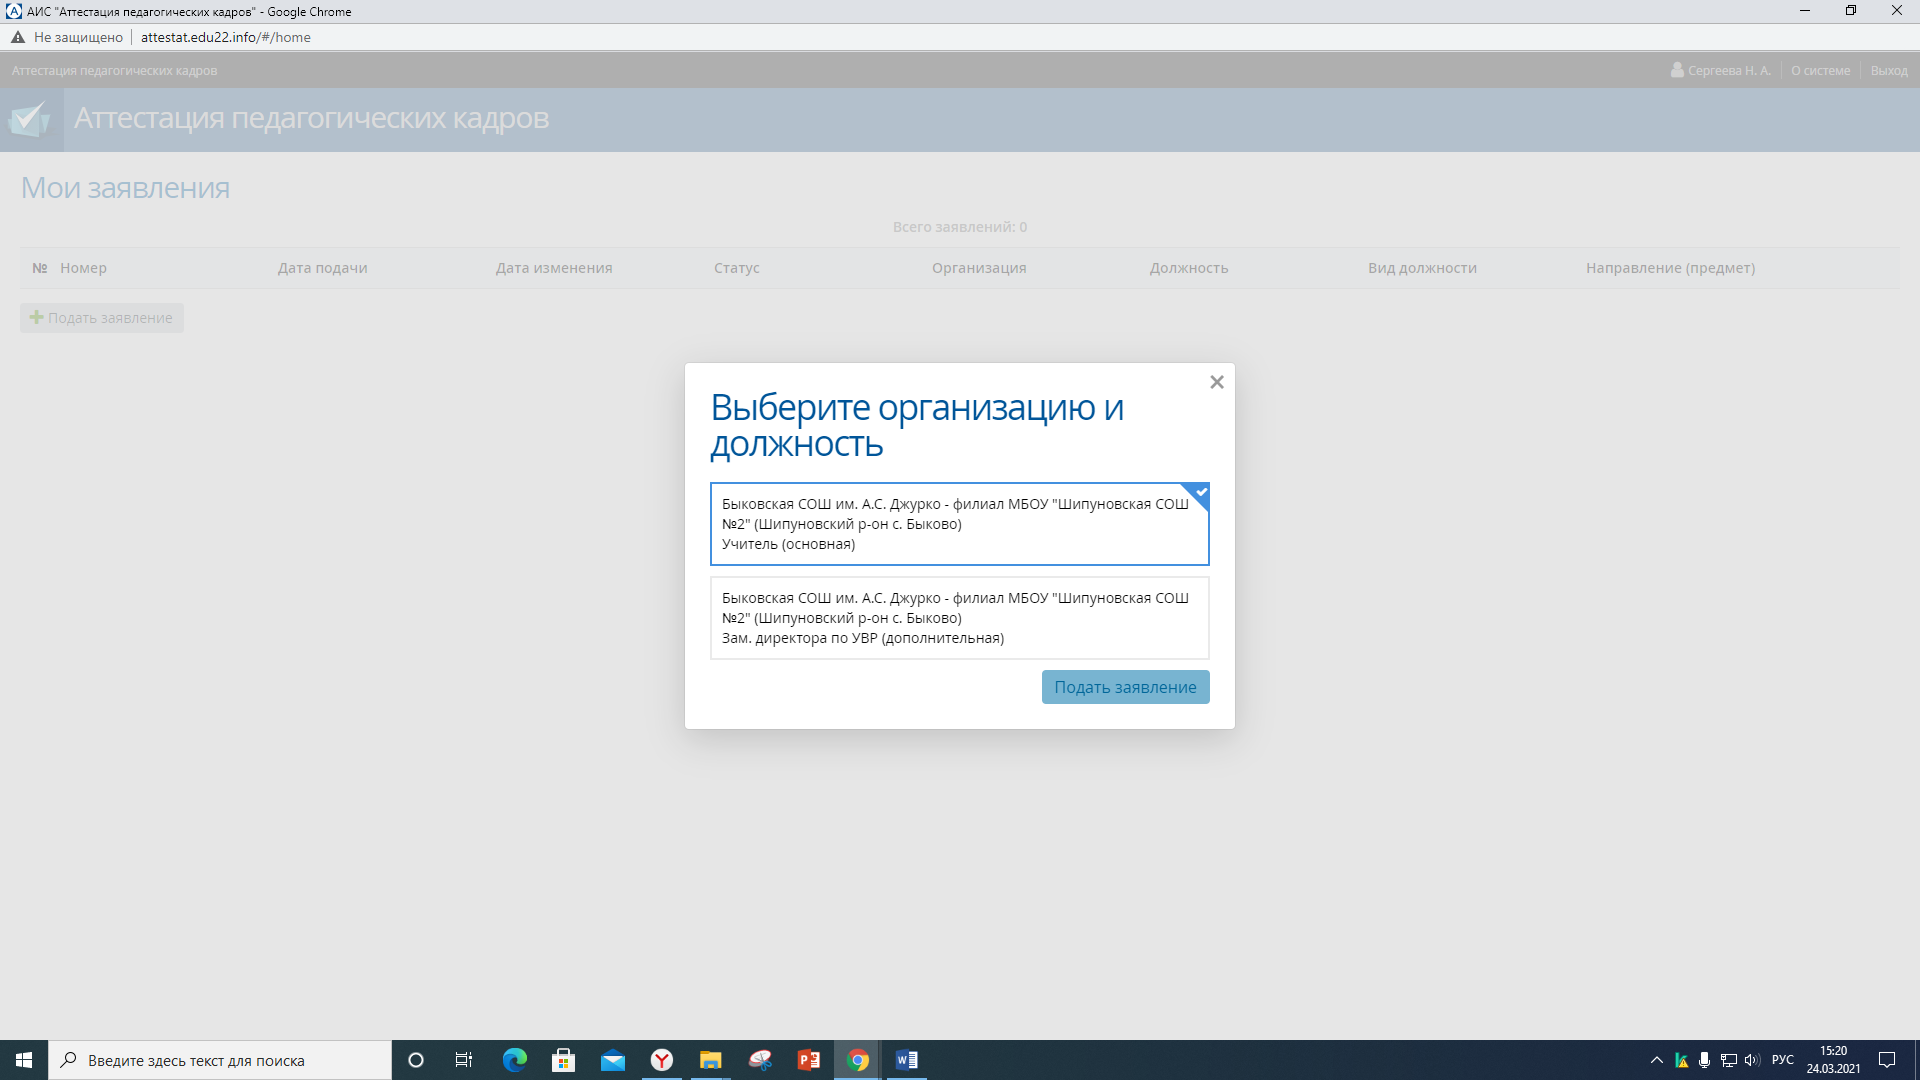 АИС "Аттестация педагогических кадров" - Google Chrome
Не защищено
attestat.edu22.info/#/home
Аттестация педагогических кадров
Сергеева Н. А.
О системе
Выход
Аттестация педагогических кадров
Мои заявления
Всего заявлений: 0
№ Номер Дата подачи Дата изменения Статус Организация Должность Вид должности Направление (предмет)
Подать заявление
Выберите организацию и
должность
Быковская СОШ им. А.С. Джурко - филиал МБОУ "Шипуновская СОШ
№2" (Шипуновский р-он с. Быково)
Учитель (основная)
Быковская СОШ им. А.С. Джурко - филиал МБОУ "Шипуновская СОШ
№2" (Шипуновский р-он с. Быково)
Зам. директора по УВР (дополнительная)
Подать заявление
Введите здесь текст для поиска
РУС
15:20
24.03.2021